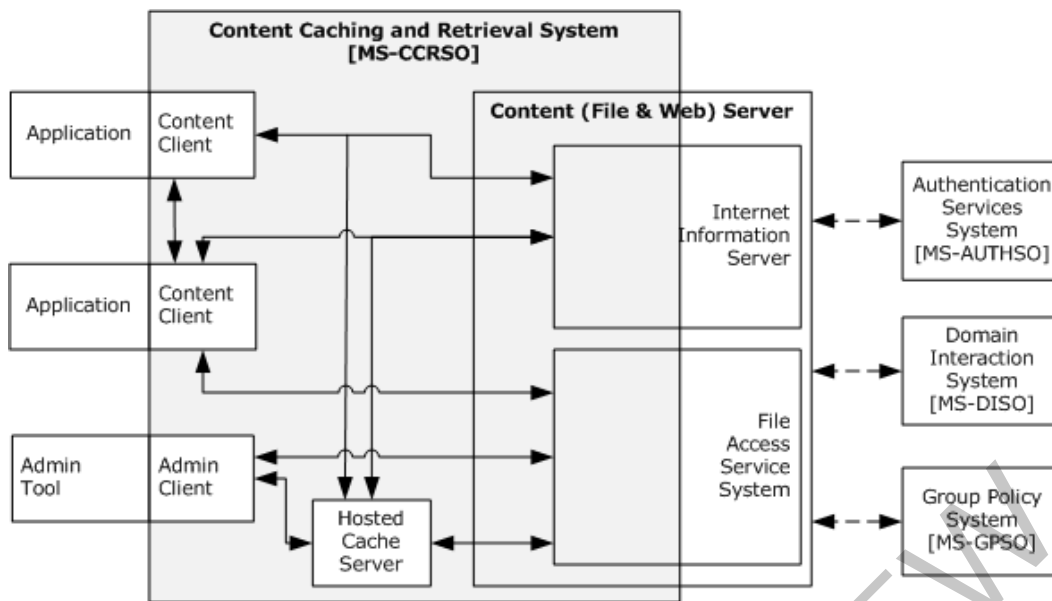 Content Caching and Retrieval System
[MS-CCRSO]
Content (File & Web) Server
Application
Content
Client
Internet
Information
Server
Authentication
Services
System
[MS-AUTHSO]
Application
Content
Client
Domain
Interaction
System
[MS-DISO]
File
Access
Service
System
Admin
Tool
Admin
Client
Hosted
Cache
Server
Group Policy
System
[MS-GPSO]